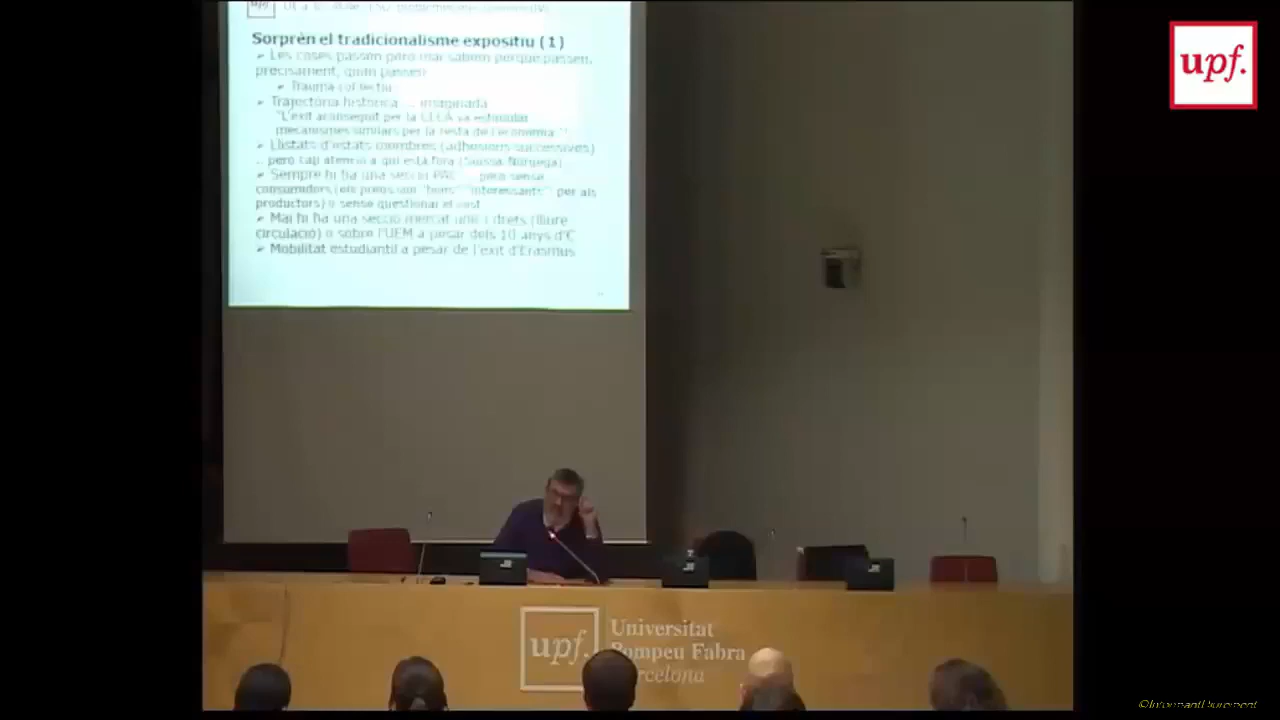 upf.
Sorprèn el tradicionalisme expositiu (1)
Les coses passen però mai sabem perquè passen,
precisament, quan passen
Trauma col·lectiu
Trajectòria històrica ... imaginada
"L'èxit aconseguit per la CECA va estimular
mecanismes similars per la resta de l'economia
Llistats d'estats membres (adhesions successives)
.. però cap atenció a qui està fora (Suïssa Noruega)
Sempre hi ha una secció PAC ... però sense
consumidors (els preus són "bons" "interessants" per als
productors) o sense qüestionar el cost
Mai hi ha una secció mercat únic i drets (lliure
circulació) o sobre l'UEM a pesar dels 10 anys d'€
Mobilitat estudiantil a pesar de l'èxit d'Erasmus
upf.
Universitat
Pompeu Fabra
Barcelona